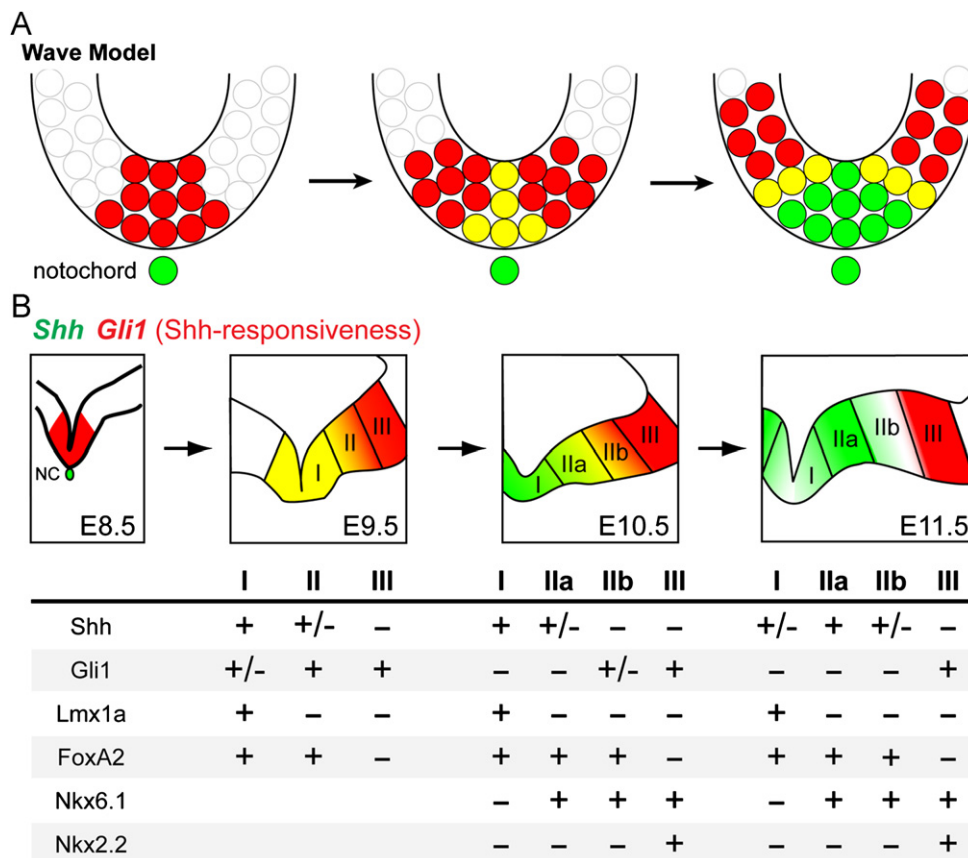 A
Wave Model
notochord
B
Shh Gli1 (Shh-responsiveness)
NC
E8.5
I
II
III
E9.5
I
IIa
IIb
III
E10.5
I
IIa
IIb
III
E11.5
I II III I IIa IIb III I IIa IIb III
Shh + +/- – + +/- – – +/- + +/- –
Gli1 +/- + + – – +/- + – – – +
Lmx1a + – – + – – – + – – –
FoxA2 + + – + + + – + + + –
Nkx6.1 – + + + – + + +
Nkx2.2 – – – + – – – +